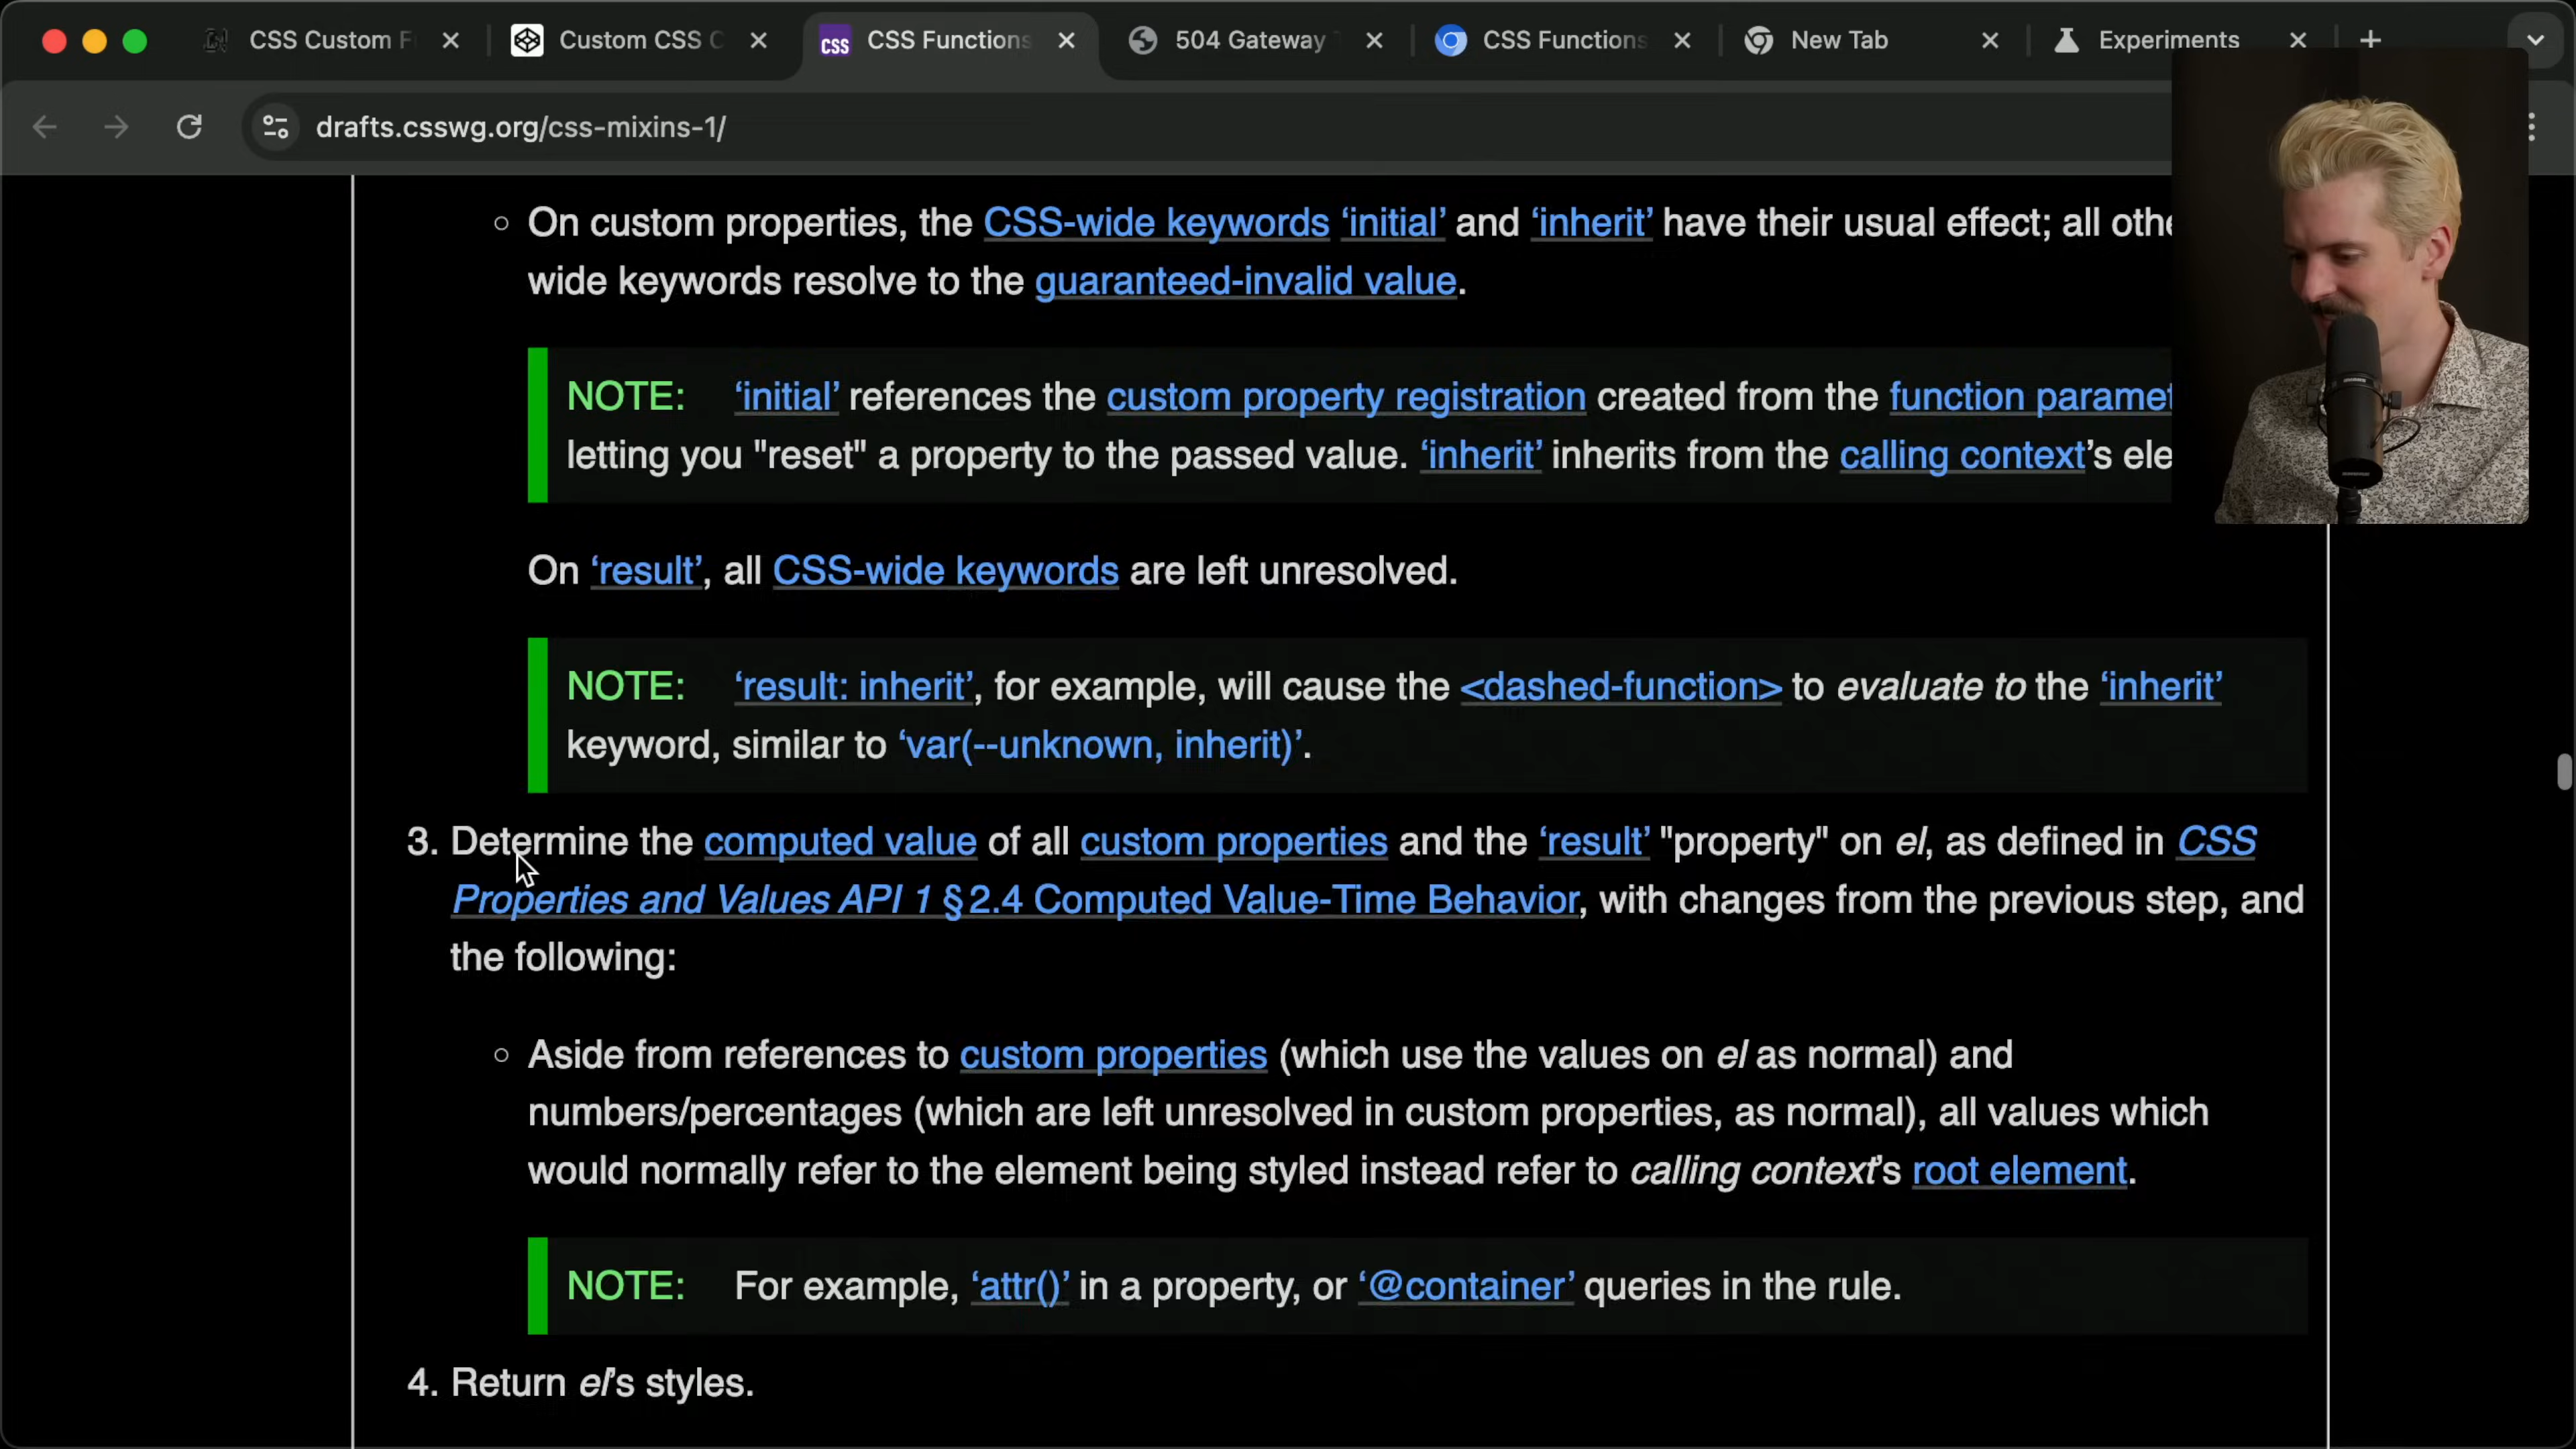 CSS Custom F
Custom CSS C
CSS Functions
504 Gateway T
CSS Functions
New Tab
Experiments
drafts.csswg.org/css-mixins-1/
On custom properties, the CSS-wide keywords ‘initial’ and ‘inherit’ have their usual effect; all othe
wide keywords resolve to the guaranteed-invalid value.
NOTE: ‘initial’ references the custom property registration created from the function paramet
letting you "reset" a property to the passed value. ‘inherit’ inherits from the calling context’s ele
On ‘result’, all CSS-wide keywords are left unresolved.
NOTE: ‘result: inherit’, for example, will cause the <dashed-function> to evaluate to the ‘inherit’
keyword, similar to ‘var(--unknown, inherit)’.
3. Determine the computed value of all custom properties and the ‘result’ "property" on el, as defined in CSS
Properties and Values API 1 § 2.4 Computed Value-Time Behavior, with changes from the previous step, and
the following:
Aside from references to custom properties (which use the values on el as normal) and
numbers/percentages (which are left unresolved in custom properties, as normal), all values which
would normally refer to the element being styled instead refer to calling context’s root element.
NOTE: For example, ‘attr()’ in a property, or ‘@container’ queries in the rule.
4. Return el’s styles.